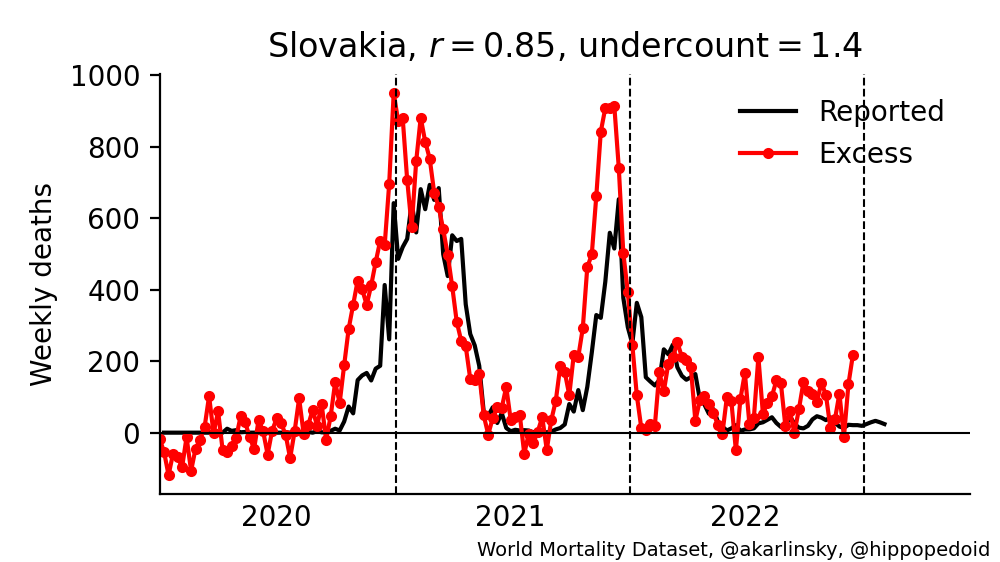 Slovakia, r = 0.85, undercount = 1.4
1000
800
600
400
200
0
Weekly deaths
Reported
Excess
2020
2021
2022
World Mortality Dataset, @akarlinsky, @hippopedoid